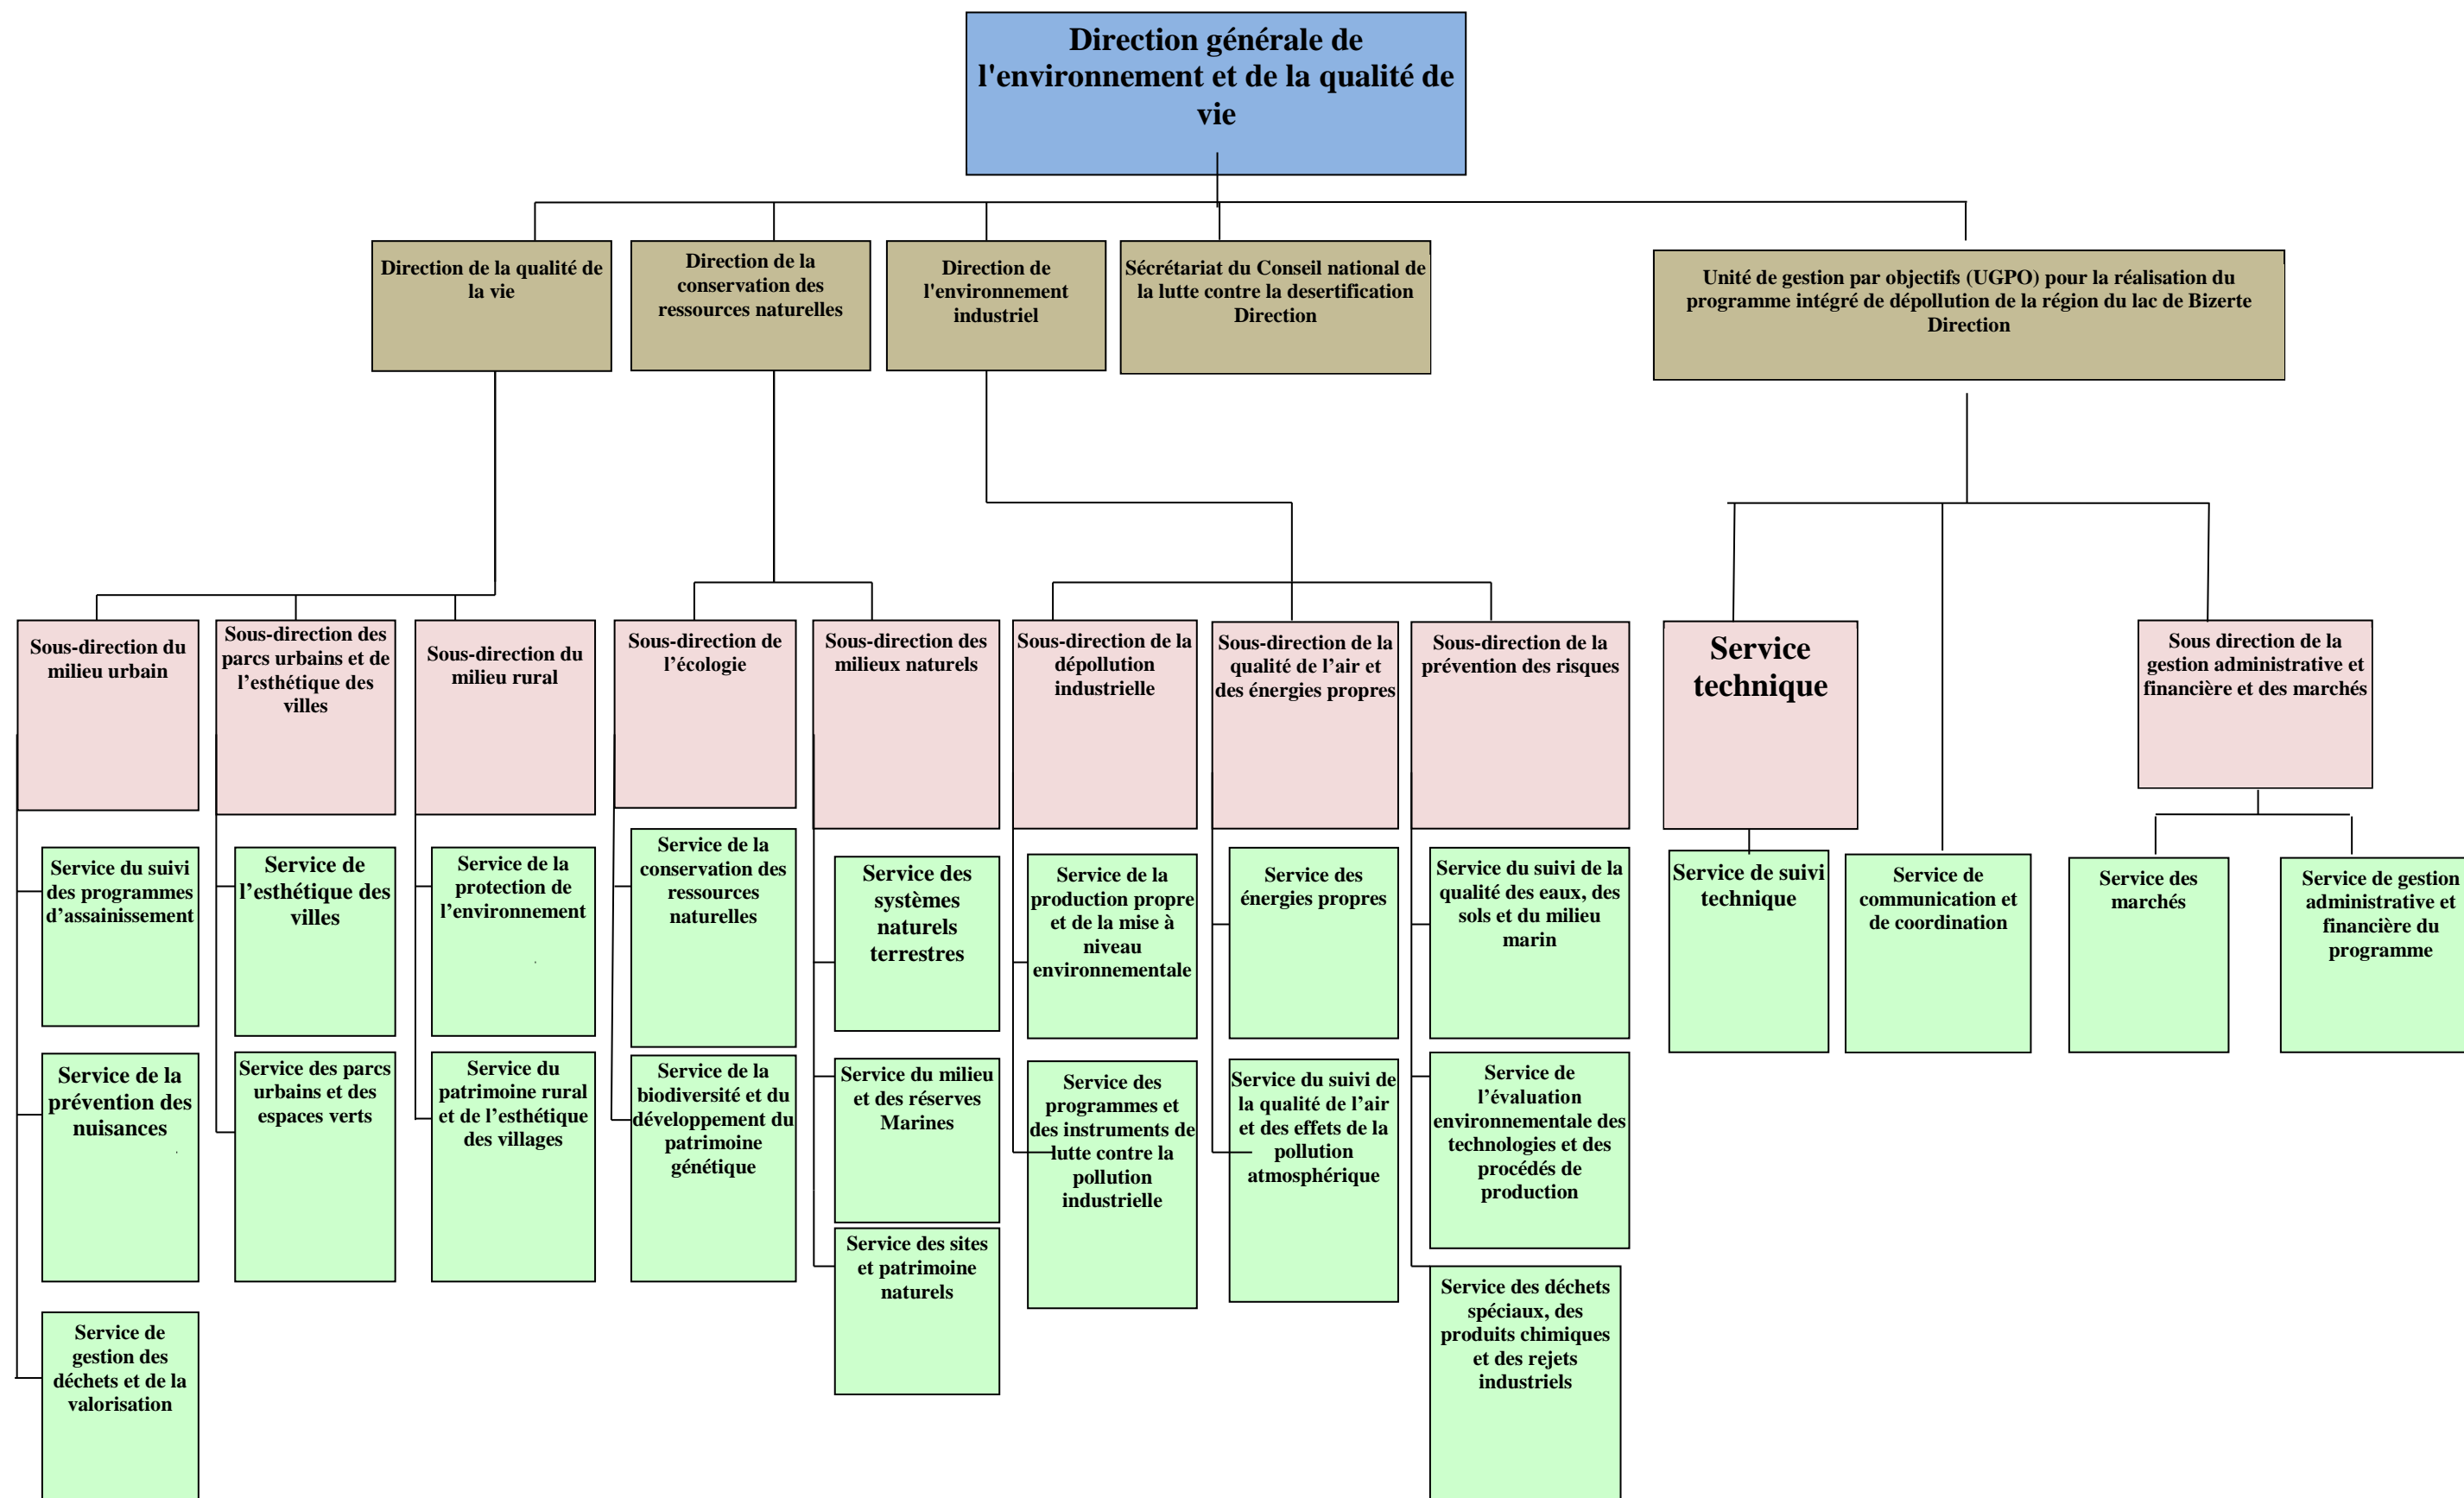 Direction générale de
l'environnement et de la qualité de
vie
Direction de la qualité de
la vie
Direction de la
conservation des
ressources naturelles
Direction de
l'environnement
industriel
Sécrétariat du Conseil national de
la lutte contre la desertification
Direction
Unité de gestion par objectifs (UGPO) pour la réalisation du
programme intégré de dépollution de la région du lac de Bizerte
Direction
Sous-direction du
milieu urbain
Sous-direction des
parcs urbains et de
l’esthétique des
villes
Sous-direction du
milieu rural
Sous-direction de
l’écologie
Sous-direction des
milieux naturels
Sous-direction de la
dépollution
industrielle
Sous-direction de la
qualité de l’air et
des énergies propres
Sous-direction de la
prévention des risques
Service
technique
Sous direction de la
gestion administrative et
financière et des marchés
Service du suivi
des programmes
d’assainissement
Service de
l’esthétique des
villes
Service de la
protection de
l’environnement
Service de la
conservation des
ressources
naturelles
Service des
systèmes
naturels
terrestres
Service de la
production propre
et de la mise à
niveau
environnementale
Service des
énergies propres
Service du suivi de la
qualité des eaux, des
sols et du milieu
marin
Service de suivi
technique
Service de
communication et
de coordination
Service des
marchés
Service de gestion
administrative et
financière du
programme
Service de la
prévention des
nuisances
Service des parcs
urbains et des
espaces verts
Service du
patrimoine rural
et de l’esthétique
des villages
Service de la
biodiversité et du
développement du
patrimoine
génétique
Service du milieu
et des réserves
Marines
Service des
programmes et
des instruments de
lutte contre la
pollution
industrielle
Service du suivi de
la qualité de l’air
et des effets de la
pollution
atmosphérique
Service de
l’évaluation
environnementale des
technologies et des
procédés de
production
Service de
gestion des
déchets et de la
valorisation
Service des sites
et patrimoine
naturels
Service des déchets
spéciaux, des
produits chimiques
et des rejets
industriels